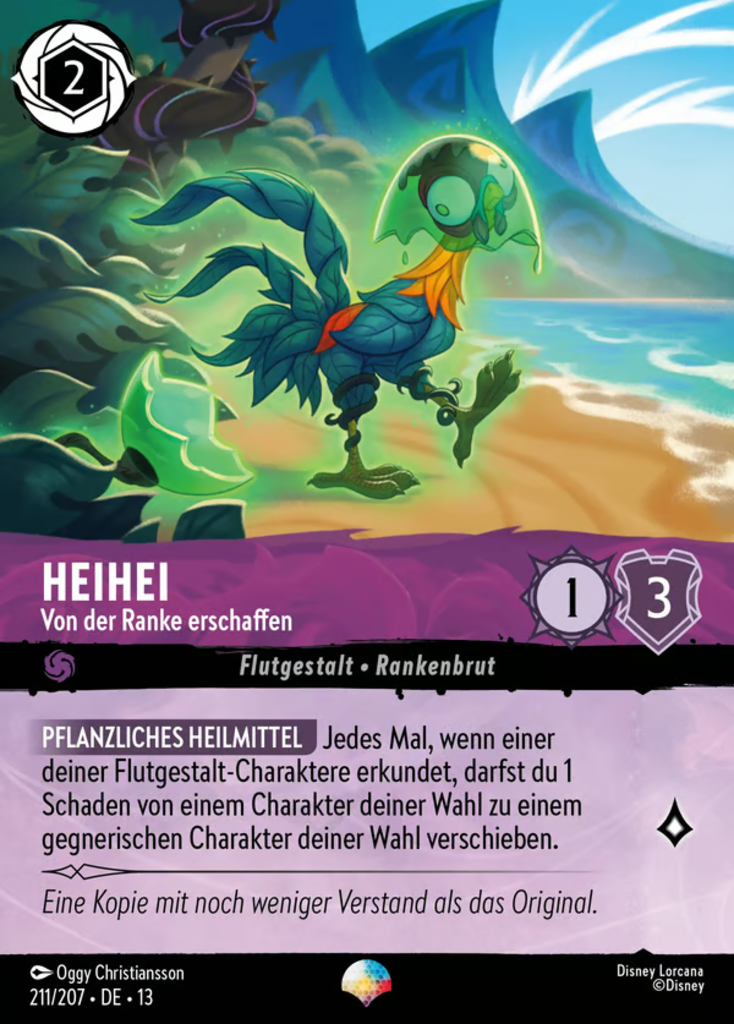 2
HEIHEI
Von der Ranke erschaffen
1
3
Flutgestalt • Rankenbrut
PFLANZLICHES HEILMITTEL Jedes Mal, wenn einer
deiner Flutgestalt-Charaktere erkundet, darfst du 1
Schaden von einem Charakter deiner Wahl zu einem
gegnerischen Charakter deiner Wahl verschieben.
Eine Kopie mit noch weniger Verstand als das Original.
Oggy Christiansson
211/207 • DE • 13
Disney Lorcana
©Disney